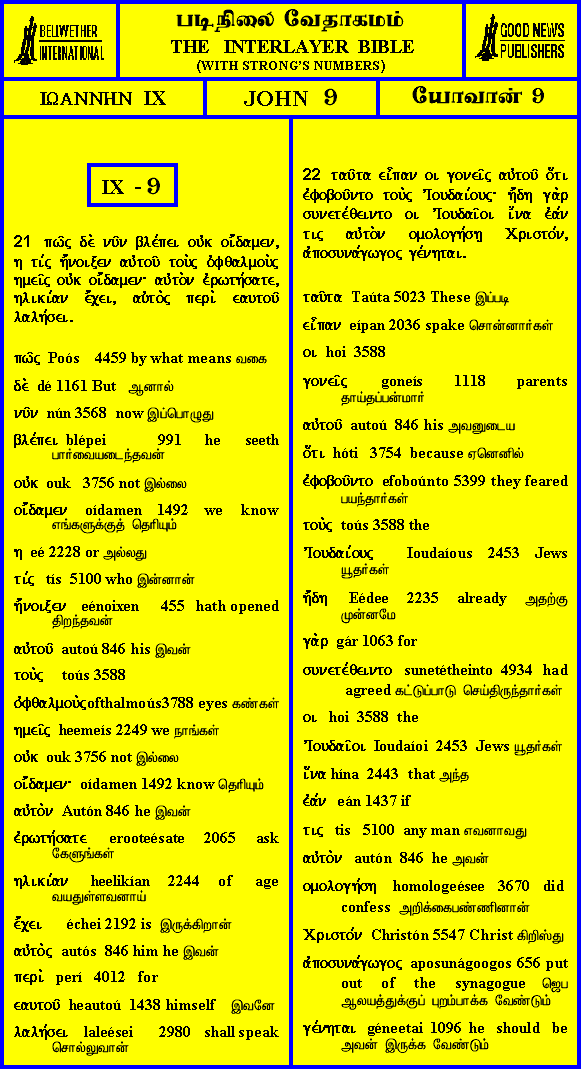 BELLWETHER
INTERNATIONAL
படிநிலை வேதாகமம்
THE INTERLAYER BIBLE
(WITH STRONG'S NUMBERS)
GOOD NEWS
PUBLISHERS
ΙΩΑΝΝΗΝ IX
JOHN 9
யோவான் 9
IX - 9
21 πῶς δὲ νῦν βλέπει οὐκ οἴδαμεν,
η τίς ἤνοιξεν αὐτοῦ τοὺς ὀφθαλμοὺς
ημεῖς οὐκ οἴδαμεν· αὐτὸν ἐρωτήσατε,
ηλικίαν ἔχει, αὐτὸς περὶ εαυτοῦ
λαλήσει.
πῶς Poós 4459 by what means வகை
δὲ dé 1161 But ஆனால்
νῦν nún 3568 now இப்பொழுது
βλέπει blépei 991 he seeth
பார்வையடைந்தவன்
οὐκ ouk 3756 not இல்லை
οἴδαμεν oídamen 1492 we know
எங்களுக்குத் தெரியும்
η eé 2228 or அல்லது
τίς tís 5100 who இன்னான்
ἤνοιξεν eénoixen 455 hath opened
திறந்தவன்
αὐτοῦ autoú 846 his இவன்
τοὺς toús 3588
ὀφθαλμοὺς ofthalmoús3788 eyes கண்கள்
ημεῖς heemeís 2249 we நாங்கள்
οὐκ ouk 3756 not இல்லை
οἴδαμεν· oídamen 1492 know தெரியும்
αὐτὸν Autón 846 he இவன்
ἐρωτήσατε erooteésate 2065 ask
கேளுங்கள்
ηλικίαν heelikían 2244 of age
வயதுள்ளவனாய்
ἔχει échei 2192 is இருக்கிறான்
αὐτὸς autós 846 him he இவன்
περὶ perí 4012 for
εαυτοῦ heautoú 1438 himself இவனே
λαλήσει laleései 2980 shall speak
சொல்லுவான்
22 ταῦτα εἶπαν οι γονεῖς αὐτοῦ ὅτι
ἐφοβοῦντο τοὺς Ἰουδαίους· ἤδη γὰρ
συνετέθειντο οι Ἰουδαῖοι ἵνα ἐάν
τις αὐτὸν ομολογήσῃ Χριστόν,
ἀποσυνάγωγος γένηται.
ταῦτα Taúta 5023 These இப்படி
εἶπαν eípan 2036 spake சொன்னார்கள்
οι hoi 3588
γονεῖς goneís 1118 parents
தாய்தப்பன்மார்
αὐτοῦ autoú 846 his அவனுடைய
ὅτι hóti 3754 because ஏனெனில்
ἐφοβοῦντο efoboúnto 5399 they feared
பயந்தார்கள்
τοὺς toús 3588 the
Ἰουδαίους Ioudaíous 2453 Jews
யூதர்கள்
ἤδη Eédee 2235 already அதற்கு
முன்னமே
γὰρ gár 1063 for
συνετέθειντο sunetétheinto 4934 had
agreed கட்டுப்பாடு செய்திருந்தார்கள்
οι hoi 3588 the
Ἰουδαῖοι Ioudaíoi 2453 Jews யூதர்கள்
ἵνα hína 2443 that அந்த
ἐάν eán 1437 if
τις tis 5100 any man எவனாவது
αὐτὸν autón 846 he அவன்
ομολογήσῃ homologeésee 3670 did
confess அறிக்கைபண்ணினான்
Χριστόν Christón 5547 Christ கிறிஸ்து
ἀποσυνάγωγος aposunágoogos 656 put
out of the synagogue ஜெப
ஆலயத்துக்குப் புறம்பாக்க வேண்டும்
γένηται géneetai 1096 he should be
அவன் இருக்க வேண்டும்